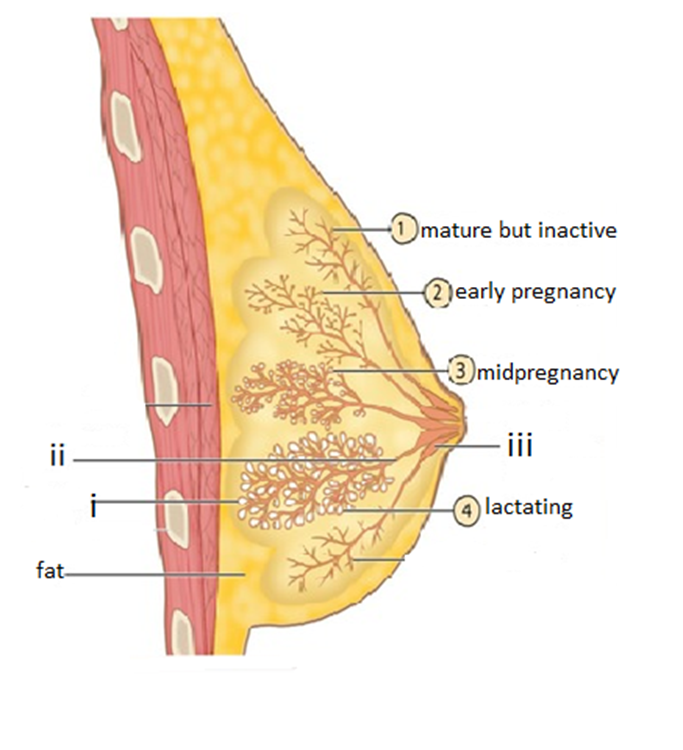 1 mature but inactive
2 early pregnancy
3 midpregnancy
iii
ii
i
4 lactating
fat